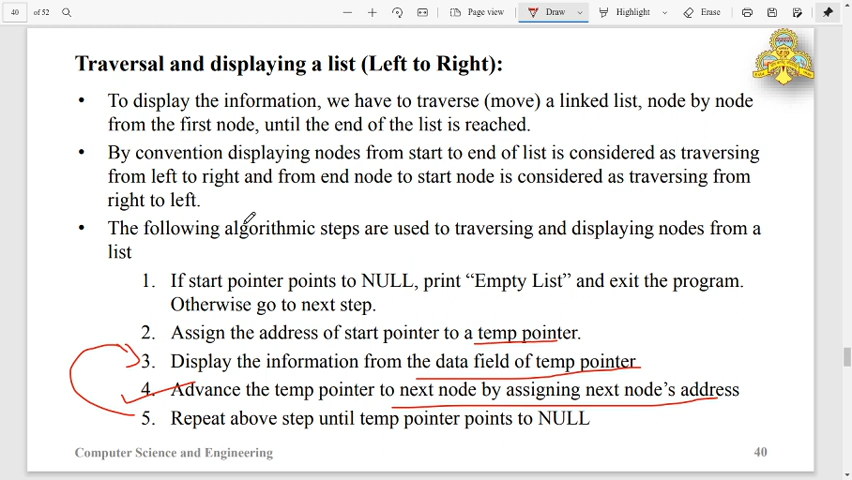 40 of 52 Page view Draw Highlight Erase
Traversal and displaying a list (Left to Right):
• To display the information, we have to traverse (move) a linked list, node by node
from the first node, until the end of the list is reached.
• By convention displaying nodes from start to end of list is considered as traversing
from left to right and from end node to start node is considered as traversing from
right to left.
• The following algorithmic steps are used to traversing and displaying nodes from a
list
1. If start pointer points to NULL, print “Empty List” and exit the program.
Otherwise go to next step.
2. Assign the address of start pointer to a temp pointer.
3. Display the information from the data field of temp pointer
4. Advance the temp pointer to next node by assigning next node’s address
5. Repeat above step until temp pointer points to NULL
Computer Science and Engineering 40